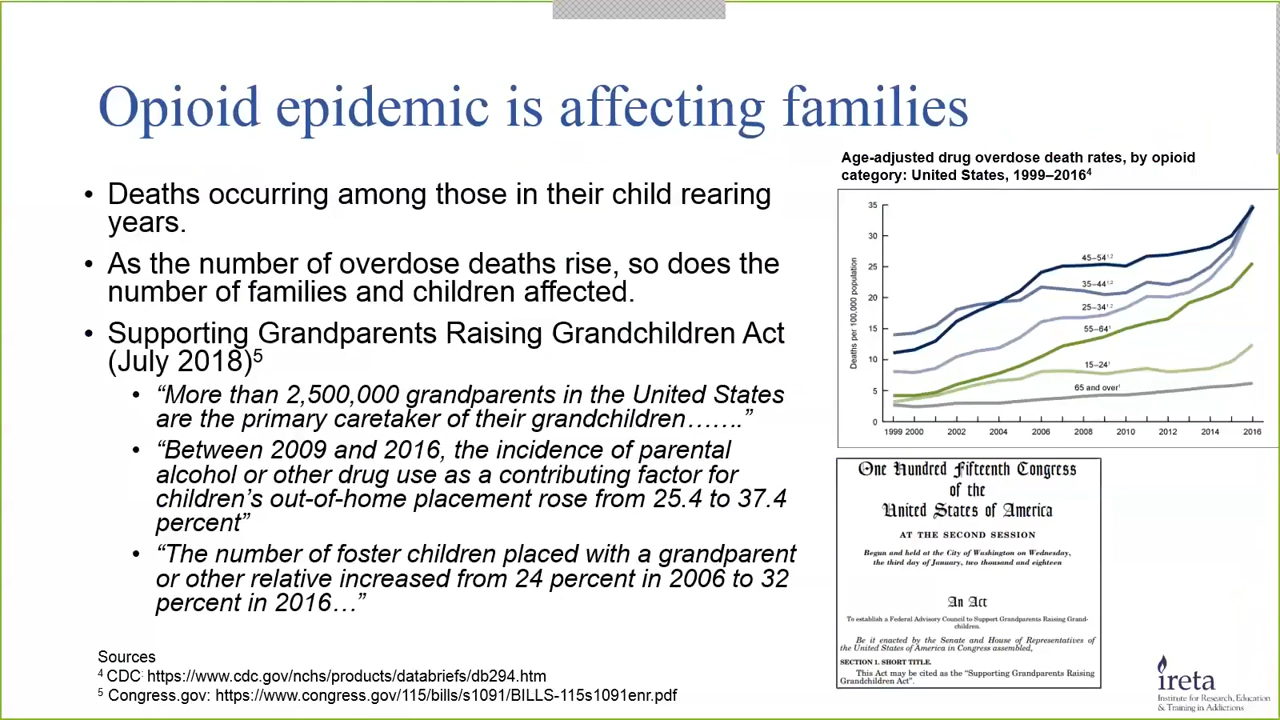 Opioid epidemic is affecting families
• Deaths occurring among those in their child rearing
years.
• As the number of overdose deaths rise, so does the
number of families and children affected.
• Supporting Grandparents Raising Grandchildren Act
(July 2018)5
• “More than 2,500,000 grandparents in the United States
are the primary caretaker of their grandchildren…….”
• “Between 2009 and 2016, the incidence of parental
alcohol or other drug use as a contributing factor for
children’s out-of-home placement rose from 25.4 to 37.4
percent”
• “The number of foster children placed with a grandparent
or other relative increased from 24 percent in 2006 to 32
percent in 2016…”
Sources
4 CDC: https://www.cdc.gov/nchs/products/databriefs/db294.htm
5 Congress.gov: https://www.congress.gov/115/bills/s1091/BILLS-115s1091enr.pdf
Age-adjusted drug overdose death rates, by opioid
category: United States, 1999–20164
Deaths per 100,000 population
35
30
25
20
15
10
5
0
45–541,2
35–441,2
25–341,2
55–641
15–241
65 and over1
1999 2000 2002 2004 2006 2008 2010 2012 2014 2016
One Hundred Fifteenth Congress
of the
United States of America
AT THE SECOND SESSION
Begun and held at the City of Washington on Wednesday,
the third day of January, two thousand and eighteen
An Act
To establish a Federal Advisory Council to Support Grandparents Raising Grand-
children.
Be it enacted by the Senate and House of Representatives of
the United States of America in Congress assembled,
SECTION 1. SHORT TITLE.
This Act may be cited as the “Supporting Grandparents Raising
Grandchildren Act”.
ireta
Institute for Research, Education
& Training in Addictions